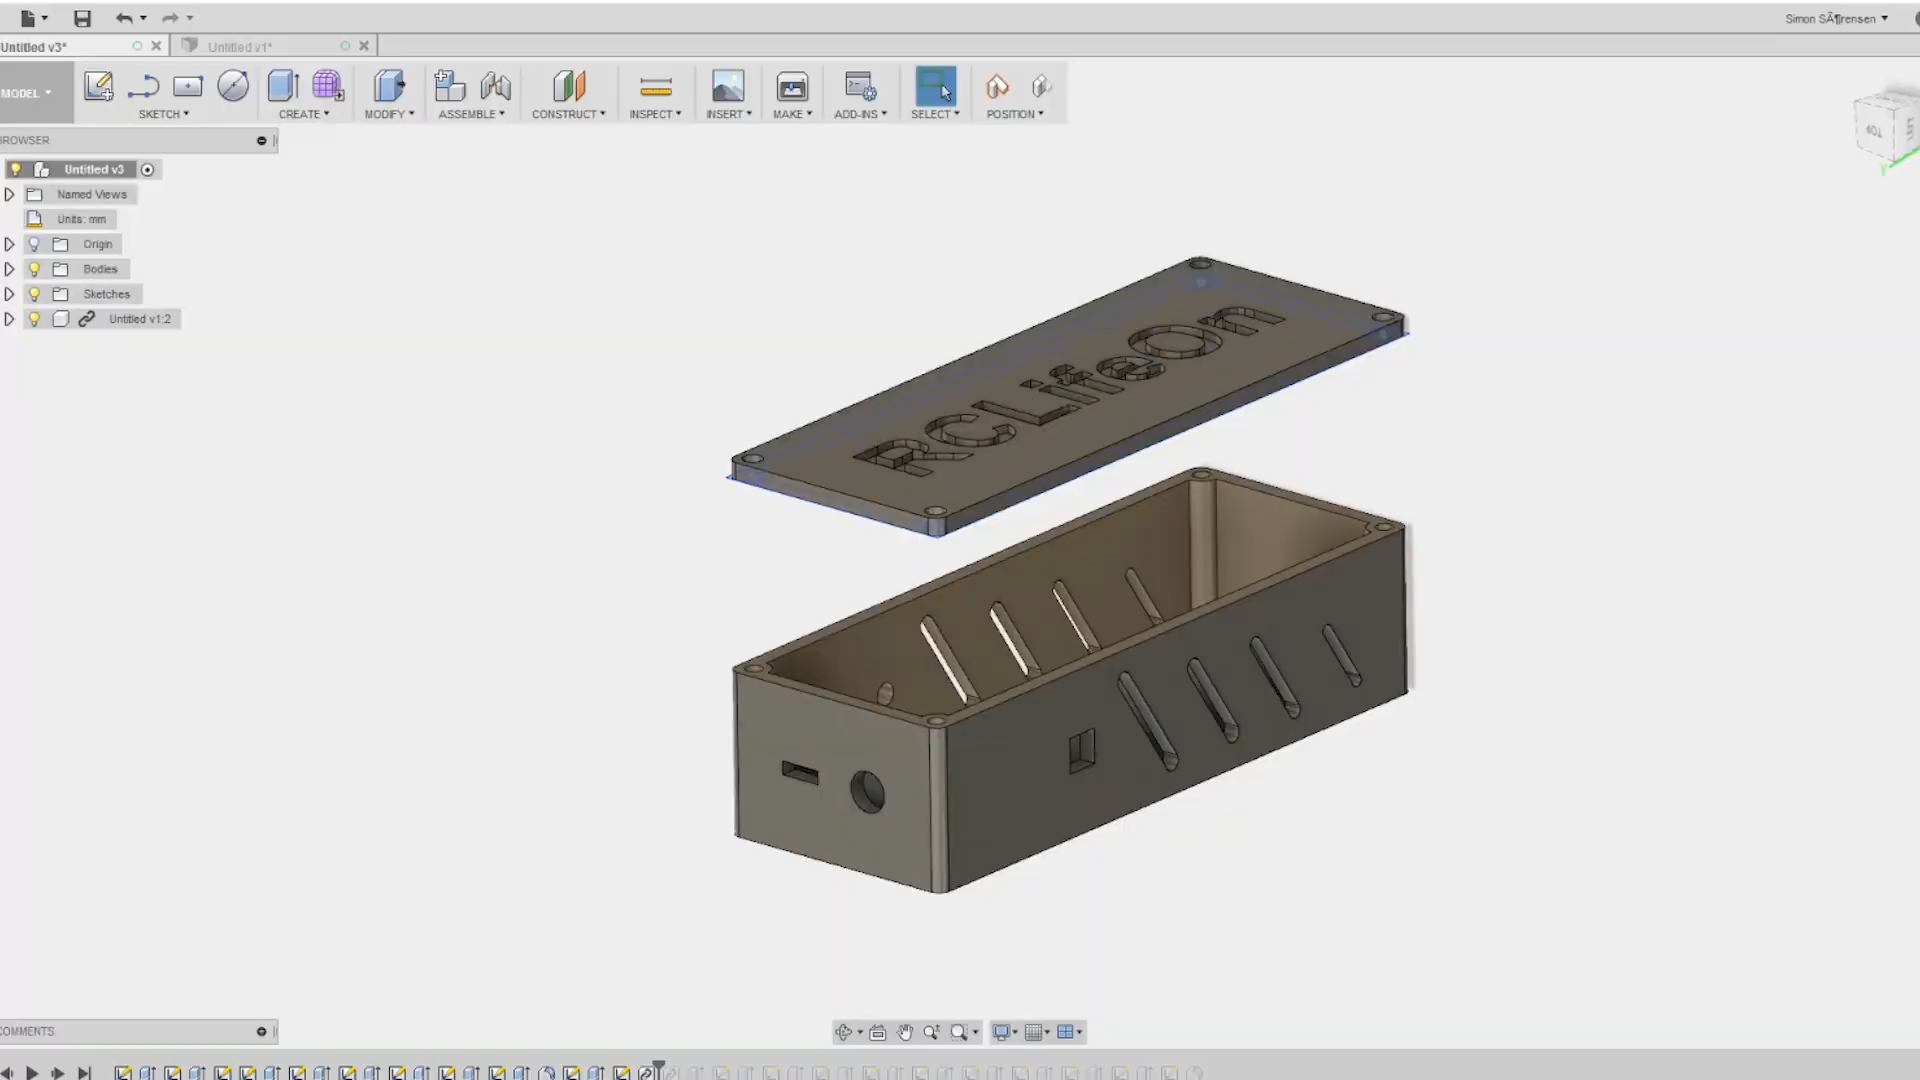 Simon SÃ¶rensen
Untitled v3*
Untitled v1*
MODEL
SKETCH
CREATE
MODIFY
ASSEMBLE
CONSTRUCT
INSPECT
INSERT
MAKE
ADD-INS
SELECT
POSITION
BROWSER
Untitled v3
Named Views
Units: mm
Origin
Bodies
Sketches
Untitled v1:2
TOP
RCLifeOn
COMMENTS